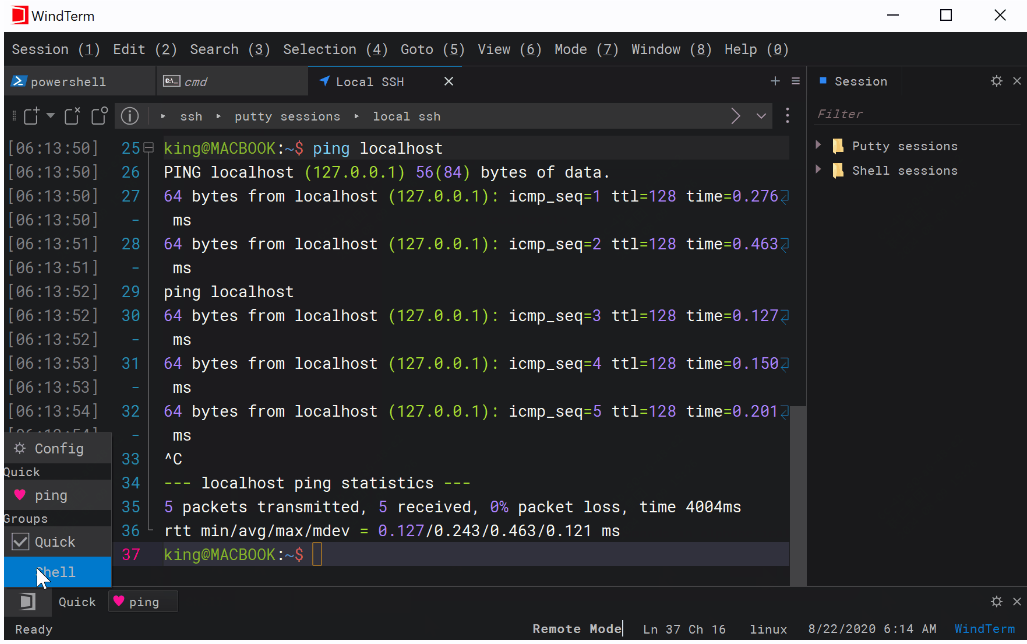 WindTerm
Session (1) Edit (2) Search (3) Selection (4) Goto (5) View (6) Mode (7) Window (8) Help (0)
powershell cmd Local SSH Session
ssh putty sessions local ssh
Filter
Putty sessions
Shell sessions
[06:13:50] 25 king@MACBOOK:~$ ping localhost
[06:13:50] 26 PING localhost (127.0.0.1) 56(84) bytes of data.
[06:13:50] 27 64 bytes from localhost (127.0.0.1): icmp_seq=1 ttl=128 time=0.276
[06:13:50] - ms
[06:13:51] 28 64 bytes from localhost (127.0.0.1): icmp_seq=2 ttl=128 time=0.463
[06:13:51] - ms
[06:13:52] 29 ping localhost
[06:13:52] 30 64 bytes from localhost (127.0.0.1): icmp_seq=3 ttl=128 time=0.127
[06:13:52] - ms
[06:13:53] 31 64 bytes from localhost (127.0.0.1): icmp_seq=4 ttl=128 time=0.150
[06:13:53] - ms
[06:13:54] 32 64 bytes from localhost (127.0.0.1): icmp_seq=5 ttl=128 time=0.201
- ms
33 ^C
34 --- localhost ping statistics ---
35 5 packets transmitted, 5 received, 0% packet loss, time 4004ms
36 rtt min/avg/max/mdev = 0.127/0.243/0.463/0.121 ms
37 king@MACBOOK:~$
Config
Quick
ping
Groups
Quick
Shell
Quick ping
Ready Remote Mode Ln 37 Ch 16 linux 8/22/2020 6:14 AM WindTerm